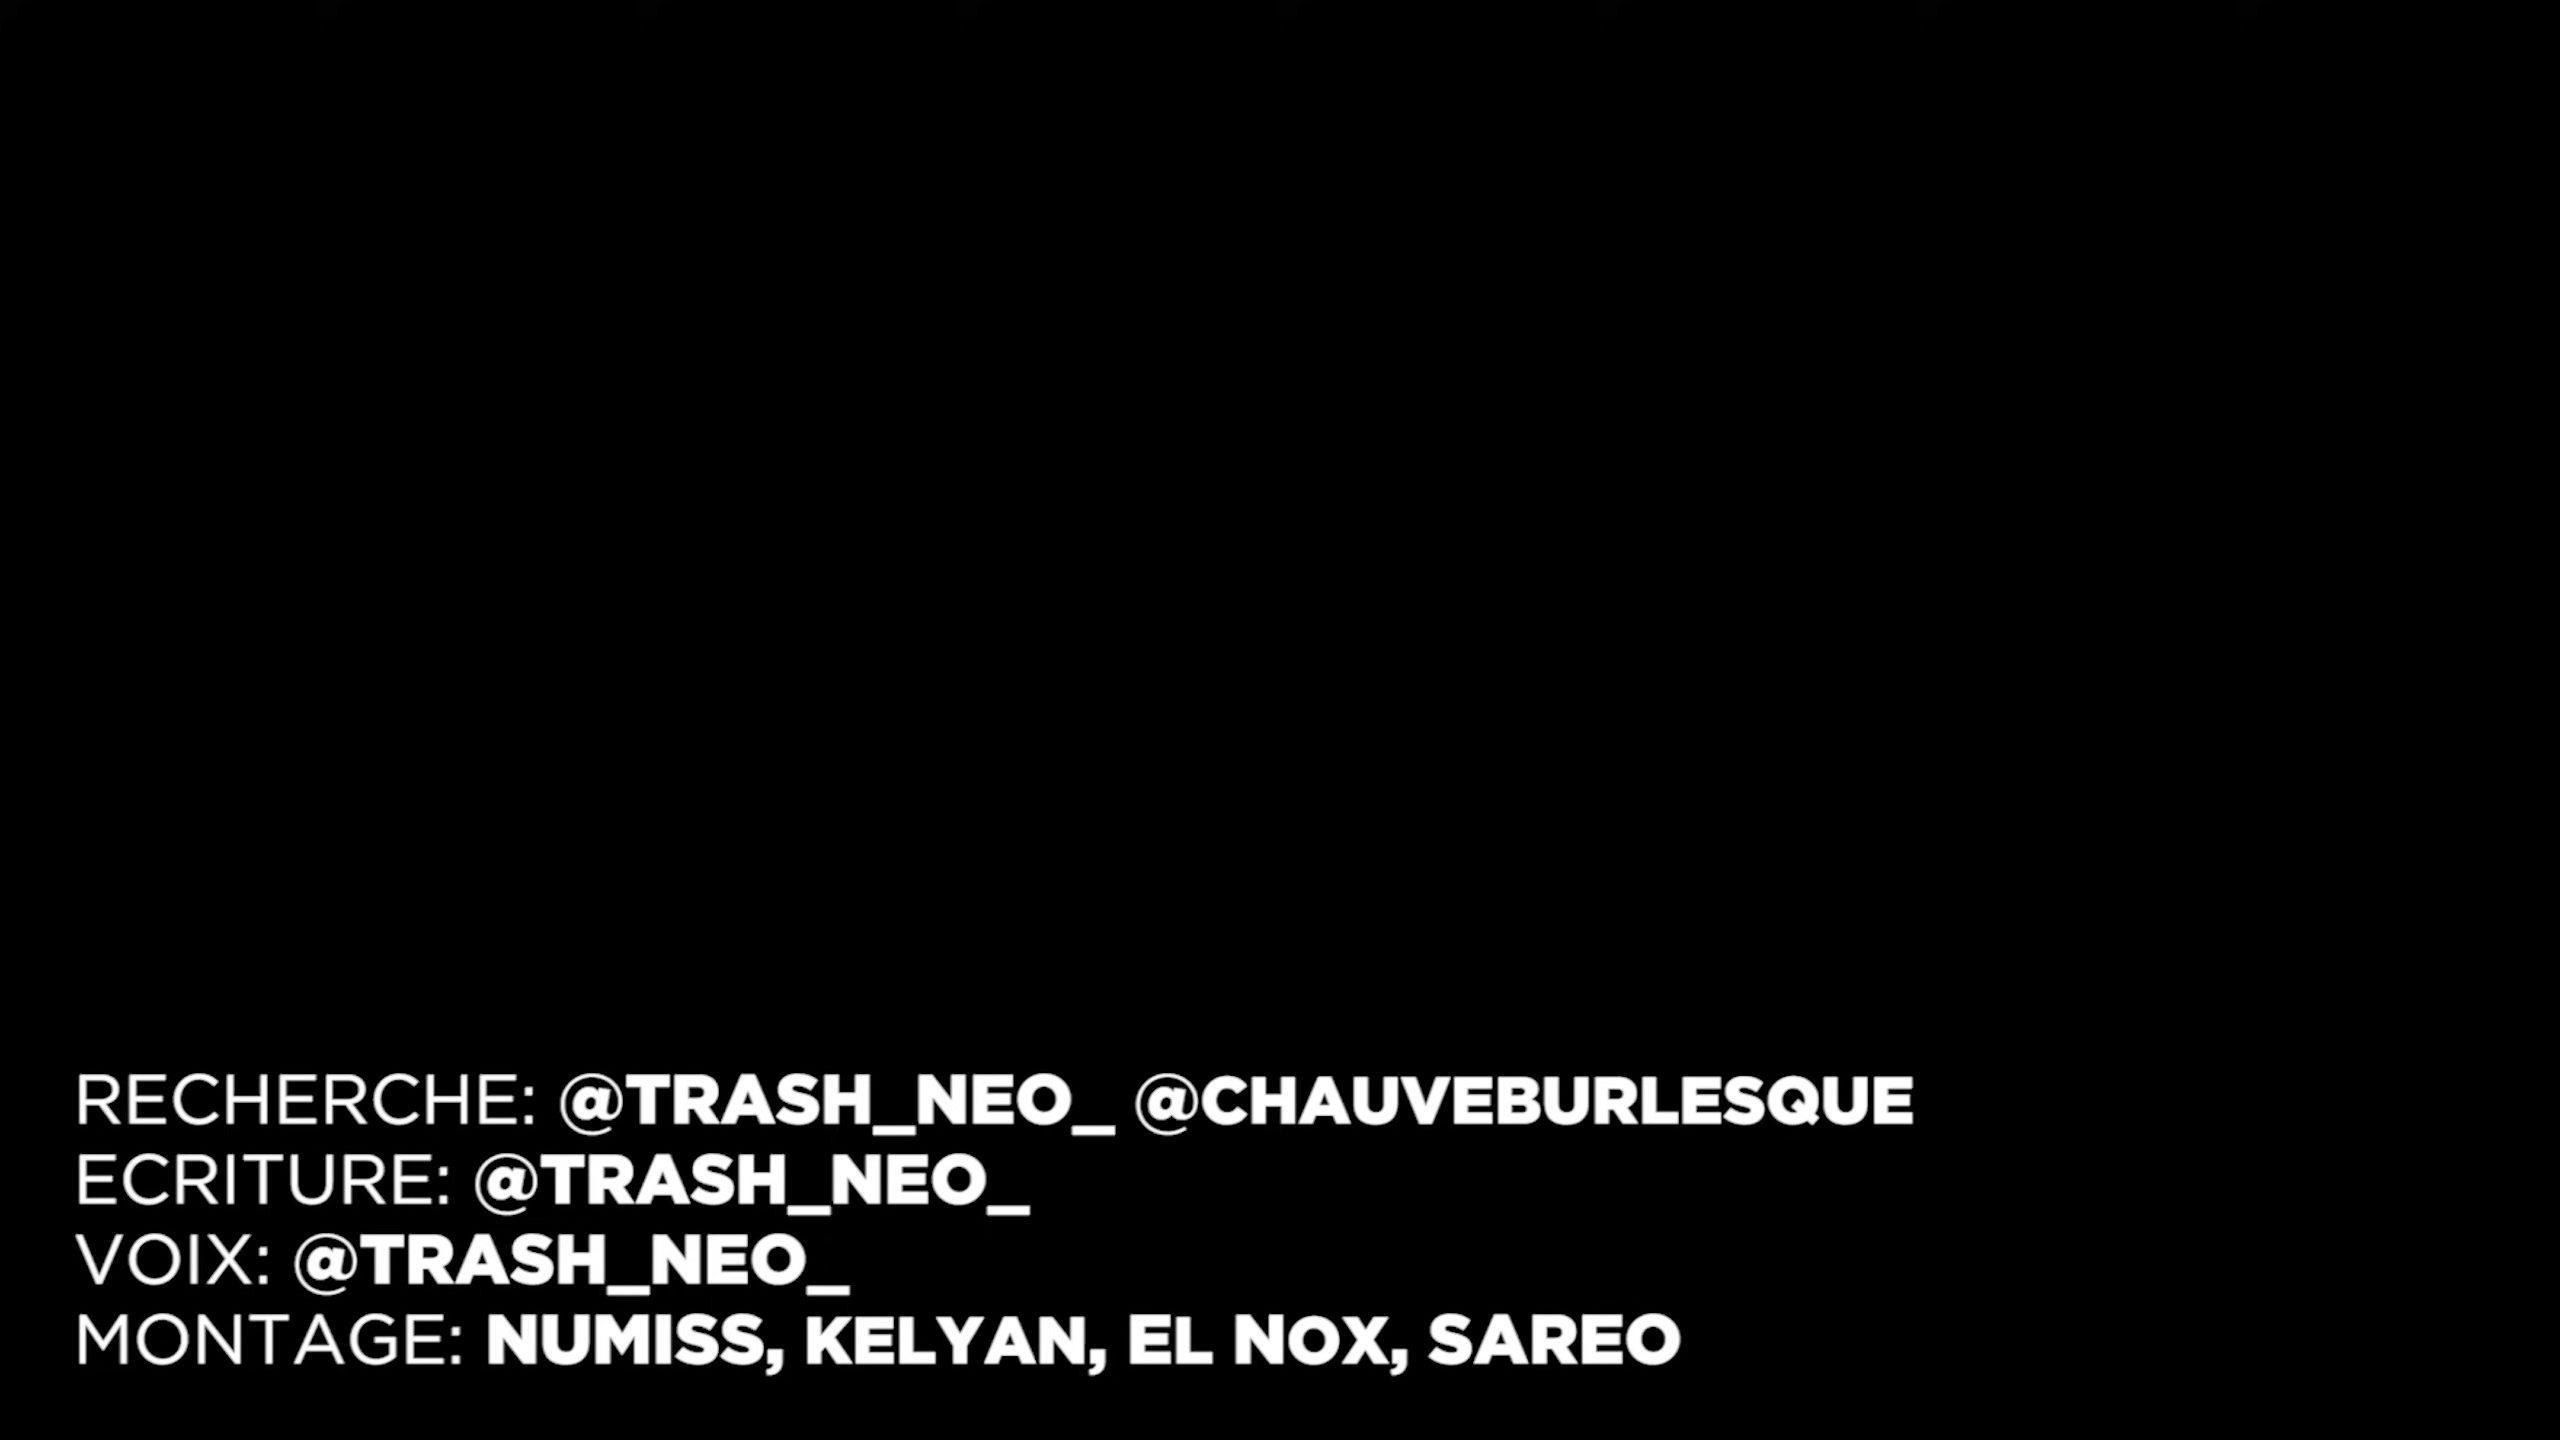 RECHERCHE: @TRASH_NEO_ @CHAUVEBURLESQUE
ECRITURE: @TRASH_NEO_
VOIX: @TRASH_NEO_
MONTAGE: NUMISS, KELYAN, EL NOX, SAREO